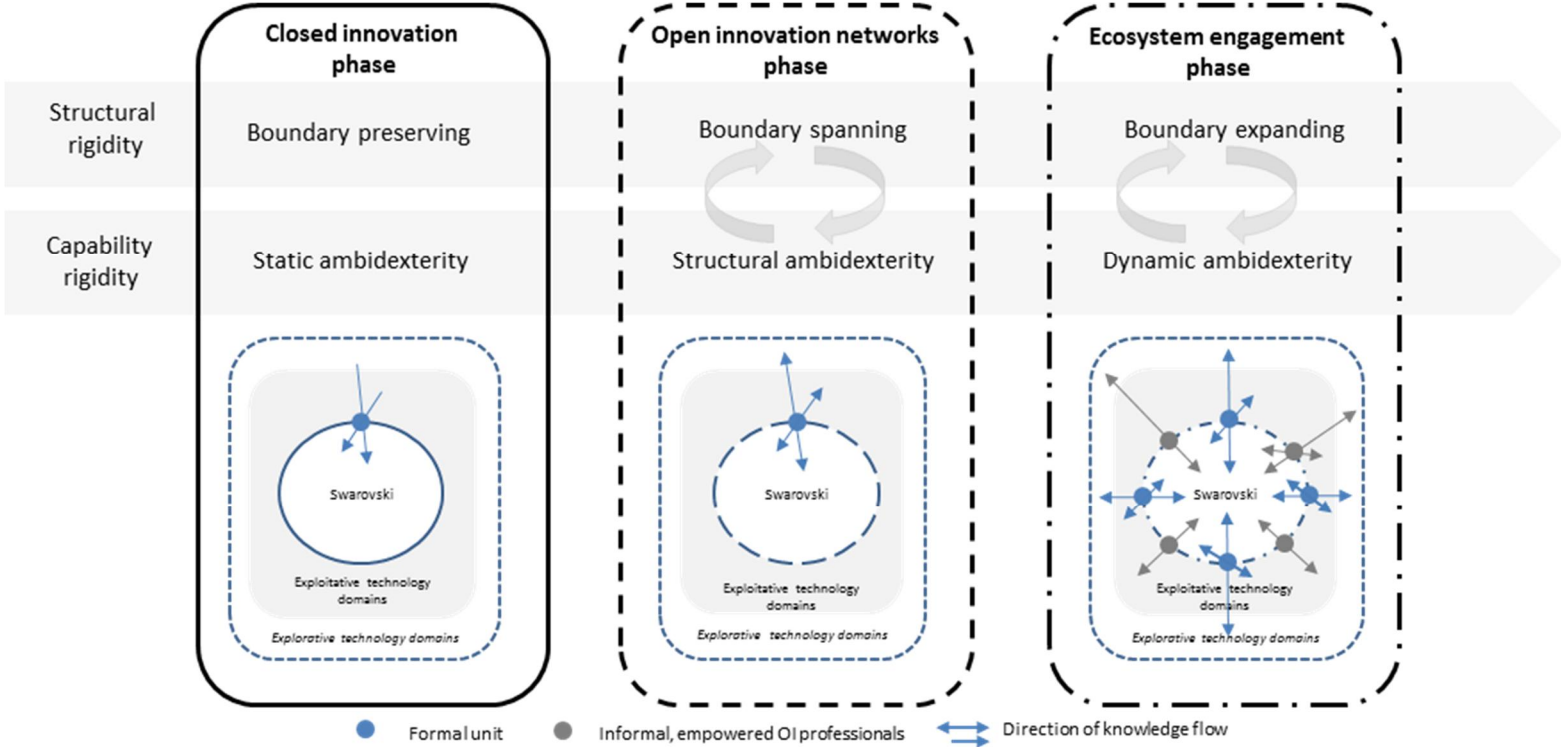 Closed innovation
phase
Open innovation networks
phase
Ecosystem engagement
phase
Structural
rigidity
Boundary preserving
Boundary spanning
Boundary expanding
Capability
rigidity
Static ambidexterity
Structural ambidexterity
Dynamic ambidexterity
Swarovski
Exploitative technology
domains
Explorative technology domains
Swarovski
Exploitative technology
domains
Explorative technology domains
Swarovski
Exploitative technology
domains
Explorative technology domains
Formal unit
Informal, empowered OI professionals
Direction of knowledge flow